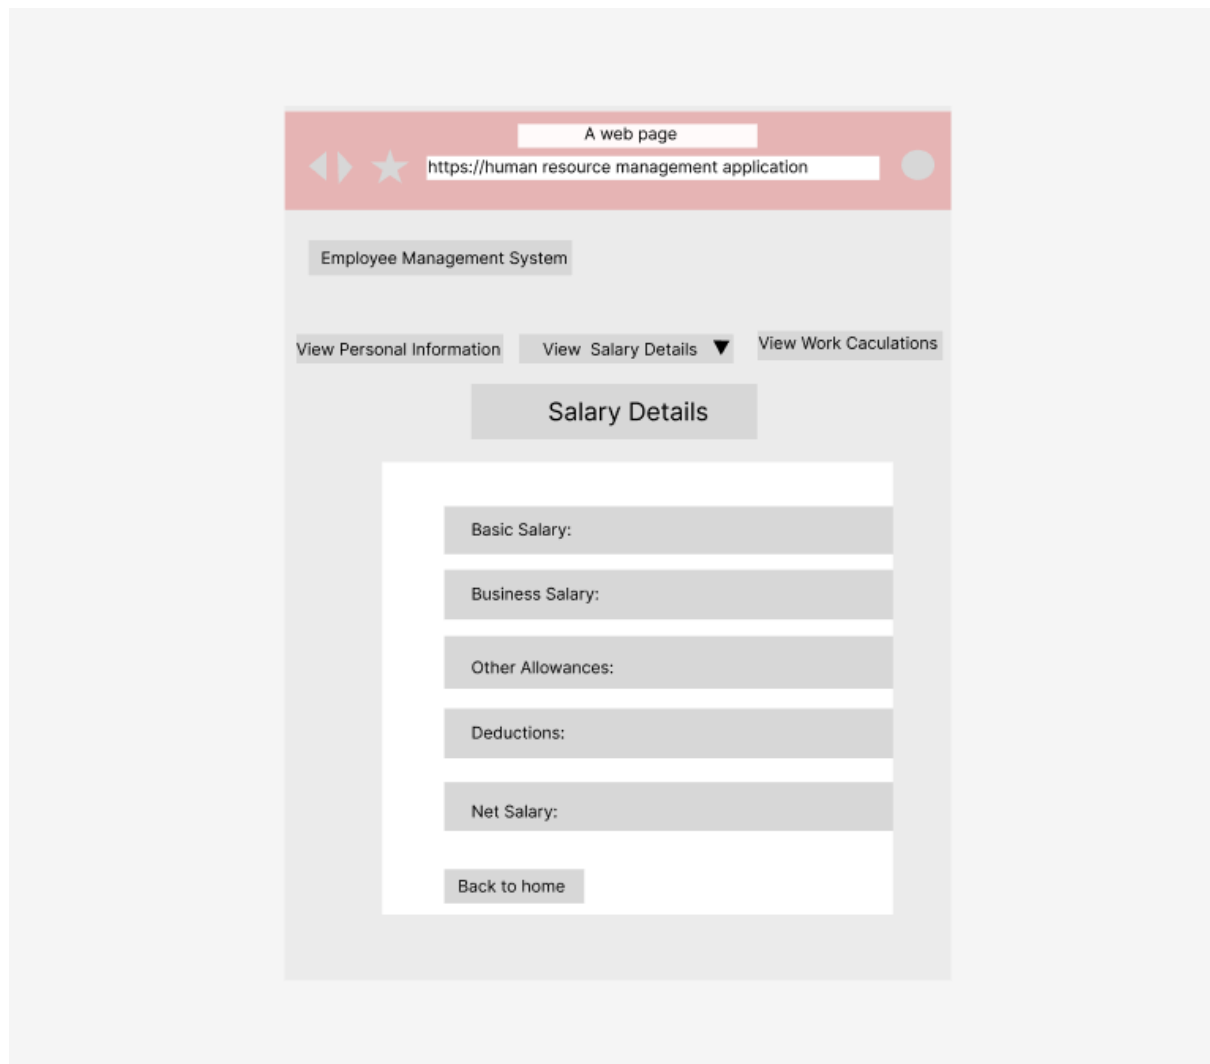 A web page
https://human resource management application
Employee Management System
View Personal Information
View Salary Details
View Work Caculations
Salary Details
Basic Salary:
Business Salary:
Other Allowances:
Deductions:
Net Salary:
Back to home